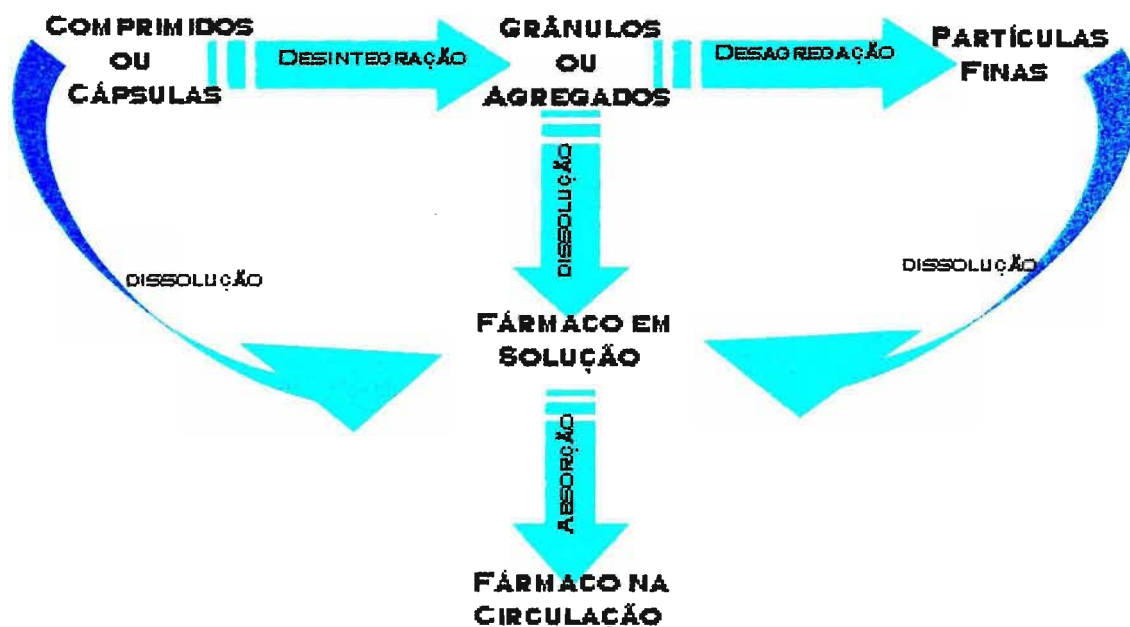 COMPRIMIDOS
OU
CÁPSULAS
DESINTEGRAÇÃO
GRÂNULOS
OU
AGREGADOS
DESAGREGAÇÃO
PARTÍCULAS
FINAS
DISSOLUÇÃO
DISSOLUÇÃO
DISSOLUÇÃO
FÁRMACO EM
SOLUÇÃO
ABSORÇÃO
FÁRMACO NA
CIRCULAÇÃO